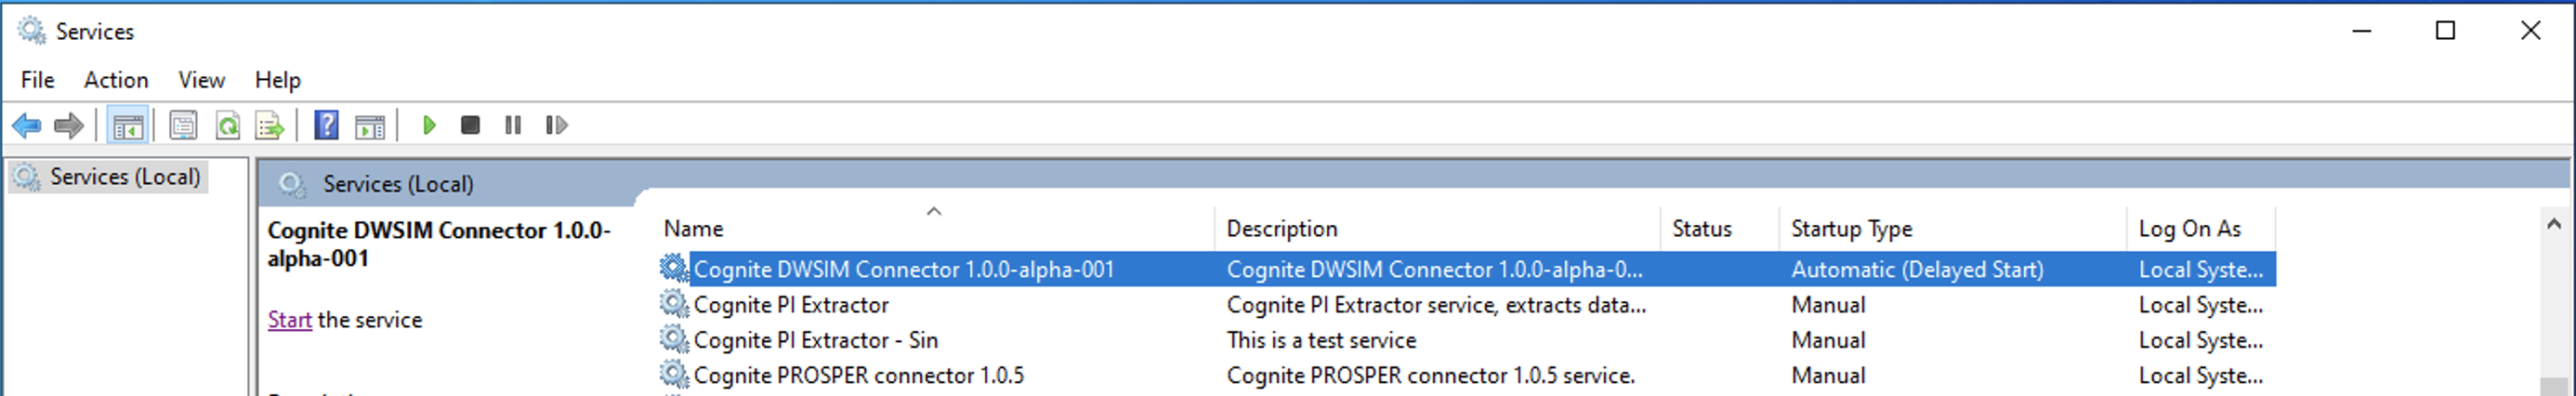 Services
File Action View Help
?
Services (Local)
Services (Local)
Cognite DWSIM Connector 1.0.0-
alpha-001
Start the service
Name Description Status Startup Type Log On As
Cognite DWSIM Connector 1.0.0-alpha-001 Cognite DWSIM Connector 1.0.0-alpha-0... Automatic (Delayed Start) Local Syste...
Cognite PI Extractor Cognite PI Extractor service, extracts data... Manual Local Syste...
Cognite PI Extractor - Sin This is a test service Manual Local Syste...
Cognite PROSPER connector 1.0.5 Cognite PROSPER connector 1.0.5 service. Manual Local Syste...